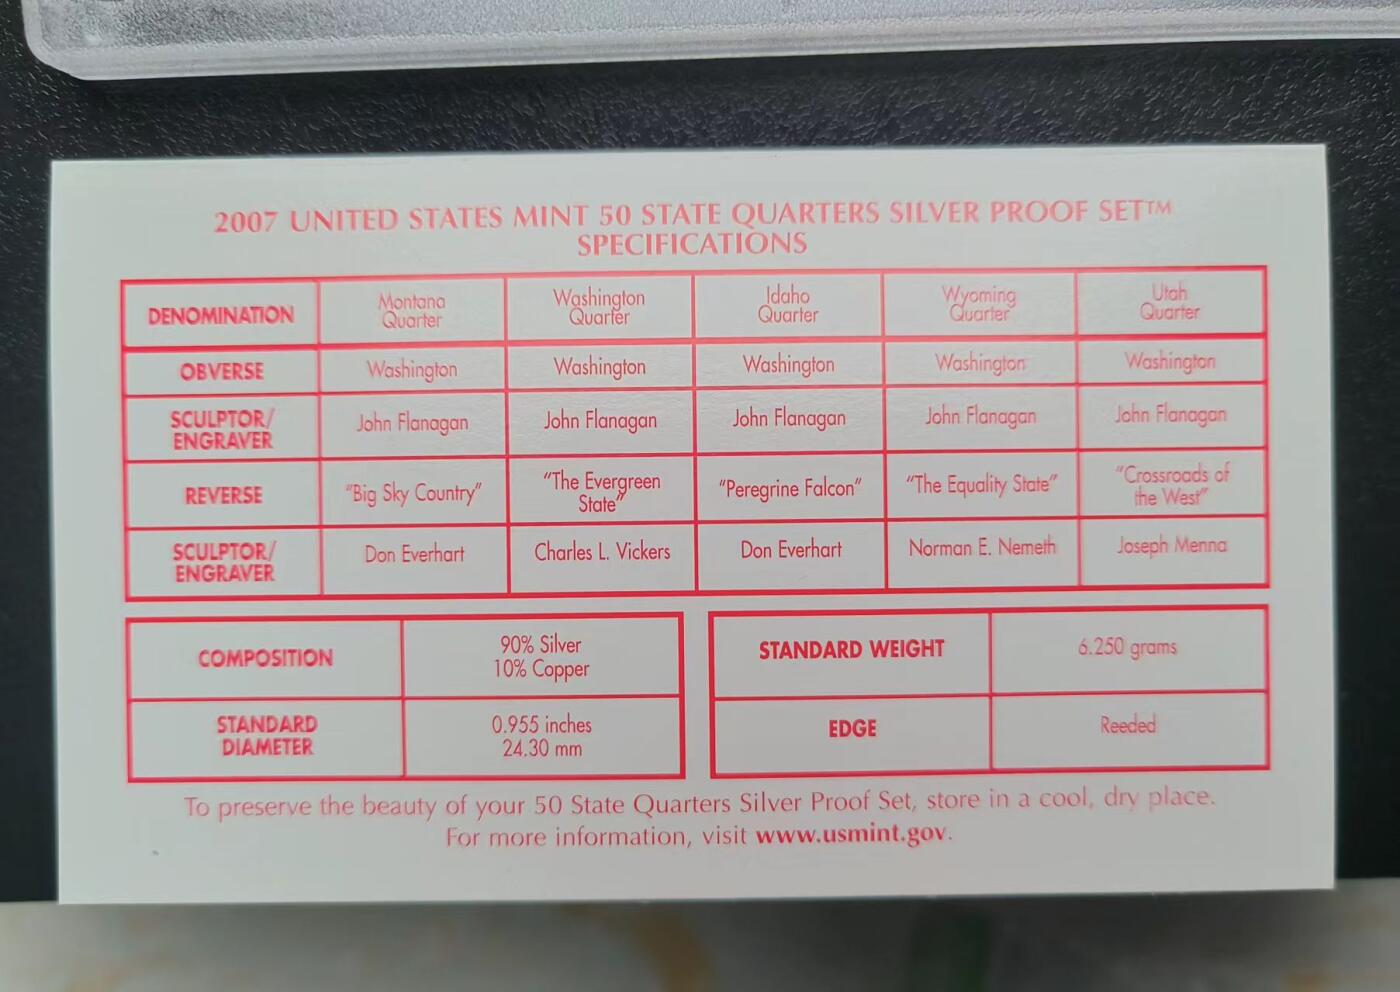 2007 UNITED STATES MINT 50 STATE QUARTERS SILVER PROOF SET™
SPECIFICATIONS
DENOMINATION
Montana
Quarter
Washington
Quarter
Idaho
Quarter
Wyoming
Quarter
Utah
Quarter
OBVERSE
Washington
Washington
Washington
Washington
Washington
SCULPTOR/
ENGRAVER
John Flanagan
John Flanagan
John Flanagan
John Flanagan
John Flanagan
REVERSE
“Big Sky Country”
“The Evergreen
State”
“Peregrine Falcon”
“The Equality State”
“Crossroads of
the West”
SCULPTOR/
ENGRAVER
Don Everhart
Charles L. Vickers
Don Everhart
Norman E. Nemeth
Joseph Menna
COMPOSITION
90% Silver
10% Copper
STANDARD
DIAMETER
0.955 inches
24.30 mm
STANDARD WEIGHT
6.250 grams
EDGE
Reeded
To preserve the beauty of your 50 State Quarters Silver Proof Set, store in a cool, dry place.
For more information, visit www.usmint.gov.